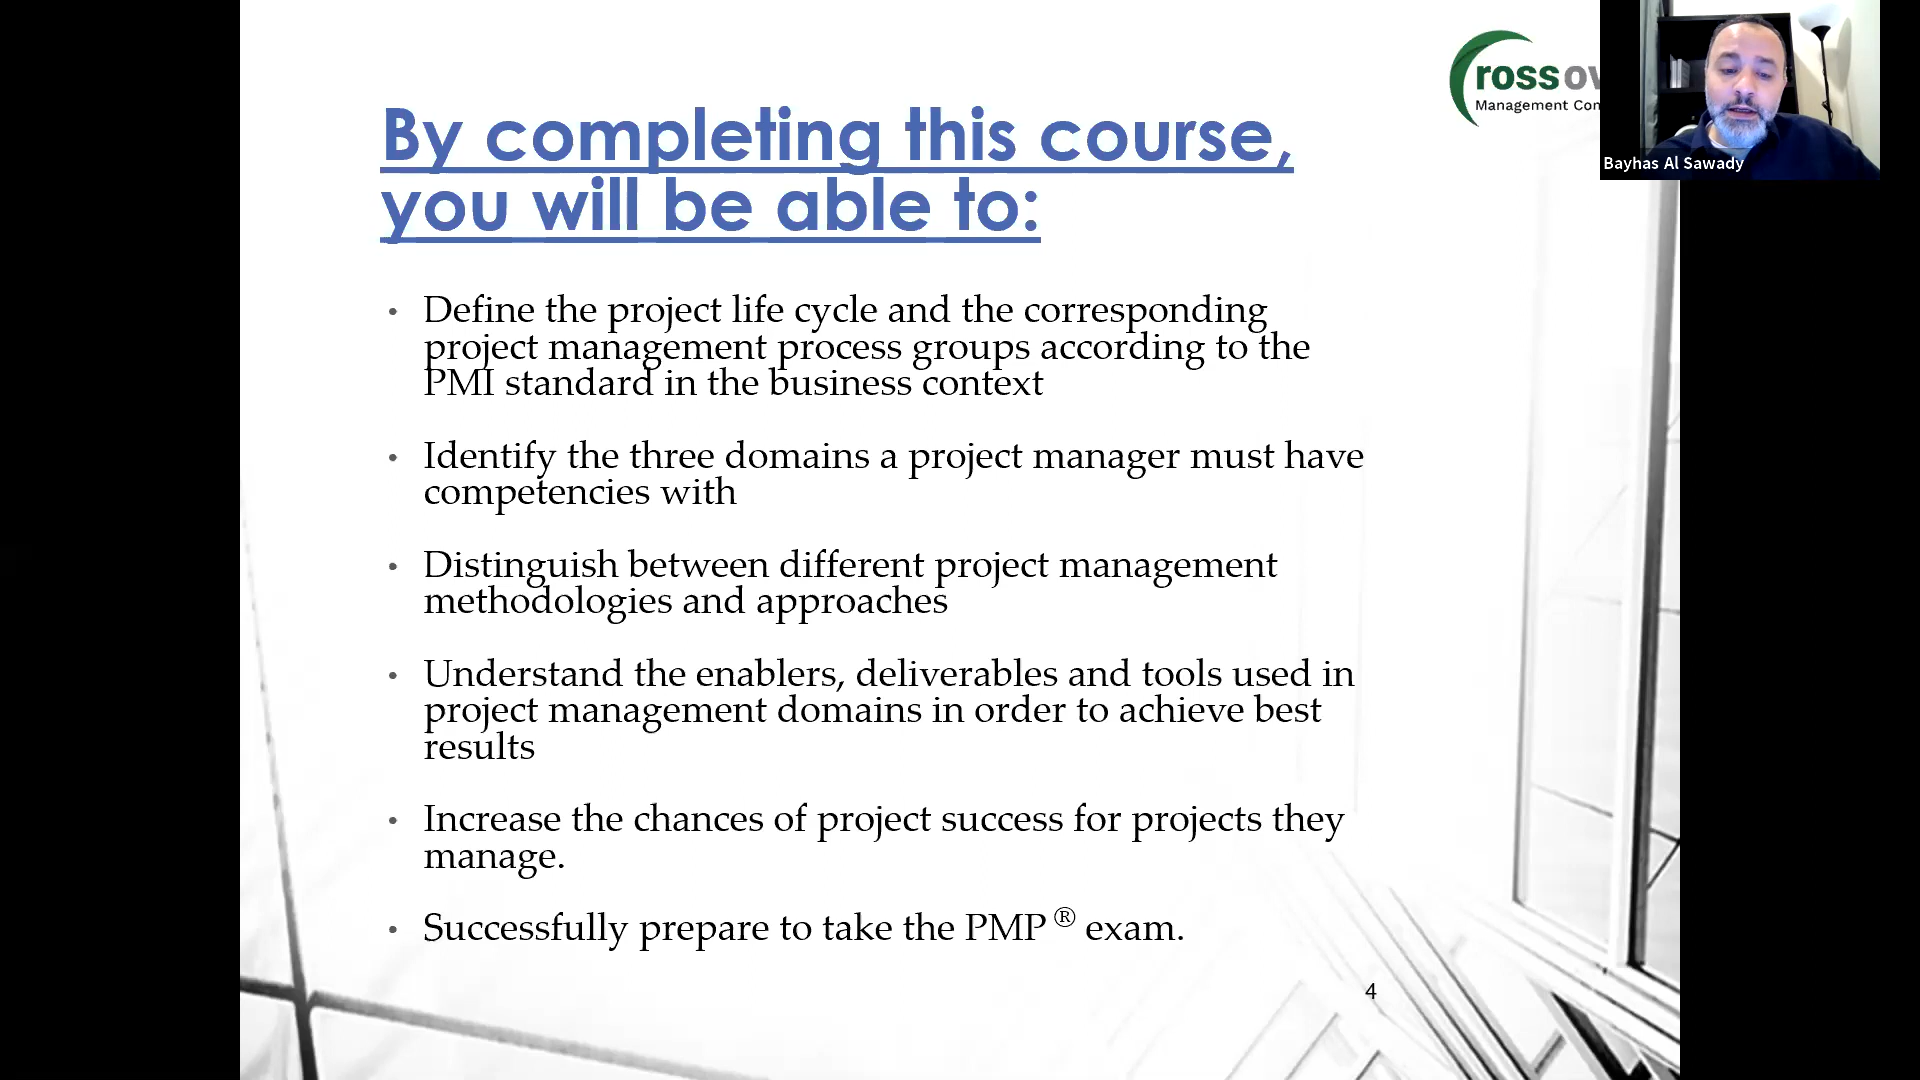 ross ov
Management Con
Bayhas Al Sawady
By completing this course,
you will be able to:
• Define the project life cycle and the corresponding
project management process groups according to the
PMI standard in the business context
• Identify the three domains a project manager must have
competencies with
• Distinguish between different project management
methodologies and approaches
• Understand the enablers, deliverables and tools used in
project management domains in order to achieve best
results
• Increase the chances of project success for projects they
manage.
• Successfully prepare to take the PMP ® exam.
4